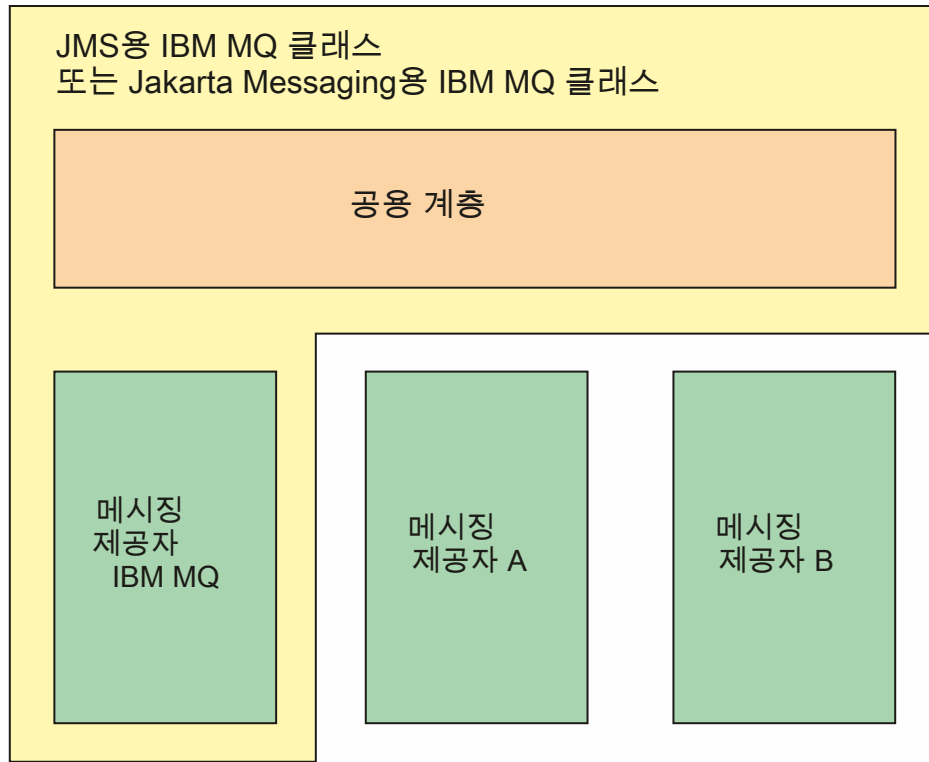 JMS용 IBM MQ 클래스
또는 Jakarta Messaging용 IBM MQ 클래스
공용 계층
메시징
제공자
IBM MQ
메시징
제공자 A
메시징
제공자 B